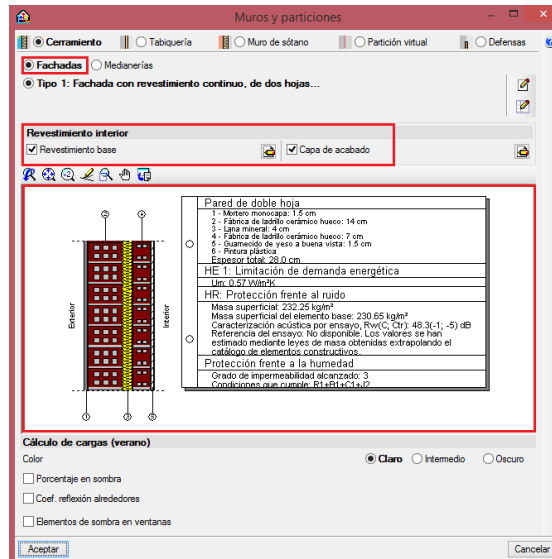 Muros y particiones
Cerramiento Tabiquería Muro de sótano Partición virtual Defensas
Fachadas Medianerías
Tipo 1: Fachada con revestimiento continuo, de dos hojas...
Revestimiento interior
Revestimiento base Capa de acabado
Pared de doble hoja
1 - Mortero monocapa: 1.5 cm
2 - Fábrica de ladrillo cerámico hueco: 14 cm
3 - Lana mineral: 4 cm
4 - Fábrica de ladrillo cerámico hueco: 7 cm
5 - Guarnecido de yeso a buena vista: 1.5 cm
6 - Pintura plástica
Espesor total: 28.0 cm
HE 1: Limitación de demanda energética
Um: 0.57 W/m²K
HR: Protección frente al ruido
Masa superficial: 232.25 kg/m²
Masa superficial del elemento base: 230.65 kg/m²
Caracterización acústica por ensayo, Rw(C; Ctr): 48.3(-1; -5) dB
Referencia del ensayo: No disponible. Los valores se han
estimado mediante leyes de masa obtenidas extrapolando el
catálogo de elementos constructivos.
Protección frente a la humedad
Grado de impermeabilidad alcanzado: 3
Condiciones que cumple: R1+B1+C1+J2
2 4
Exterior
Interior
1 3 5
Cálculo de cargas (verano)
Color Claro Intermedio Oscuro
Porcentaje en sombra
Coef. reflexión alrededores
Elementos de sombra en ventanas
Aceptar Cancelar